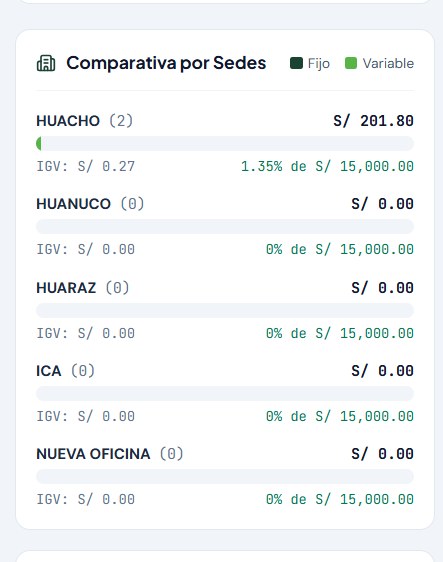 Comparativa por Sedes Fijo Variable
HUACHO (2) S/ 201.80
IGV: S/ 0.27 1.35% de S/ 15,000.00
HUANUCO (0) S/ 0.00
IGV: S/ 0.00 0% de S/ 15,000.00
HUARAZ (0) S/ 0.00
IGV: S/ 0.00 0% de S/ 15,000.00
ICA (0) S/ 0.00
IGV: S/ 0.00 0% de S/ 15,000.00
NUEVA OFICINA (0) S/ 0.00
IGV: S/ 0.00 0% de S/ 15,000.00